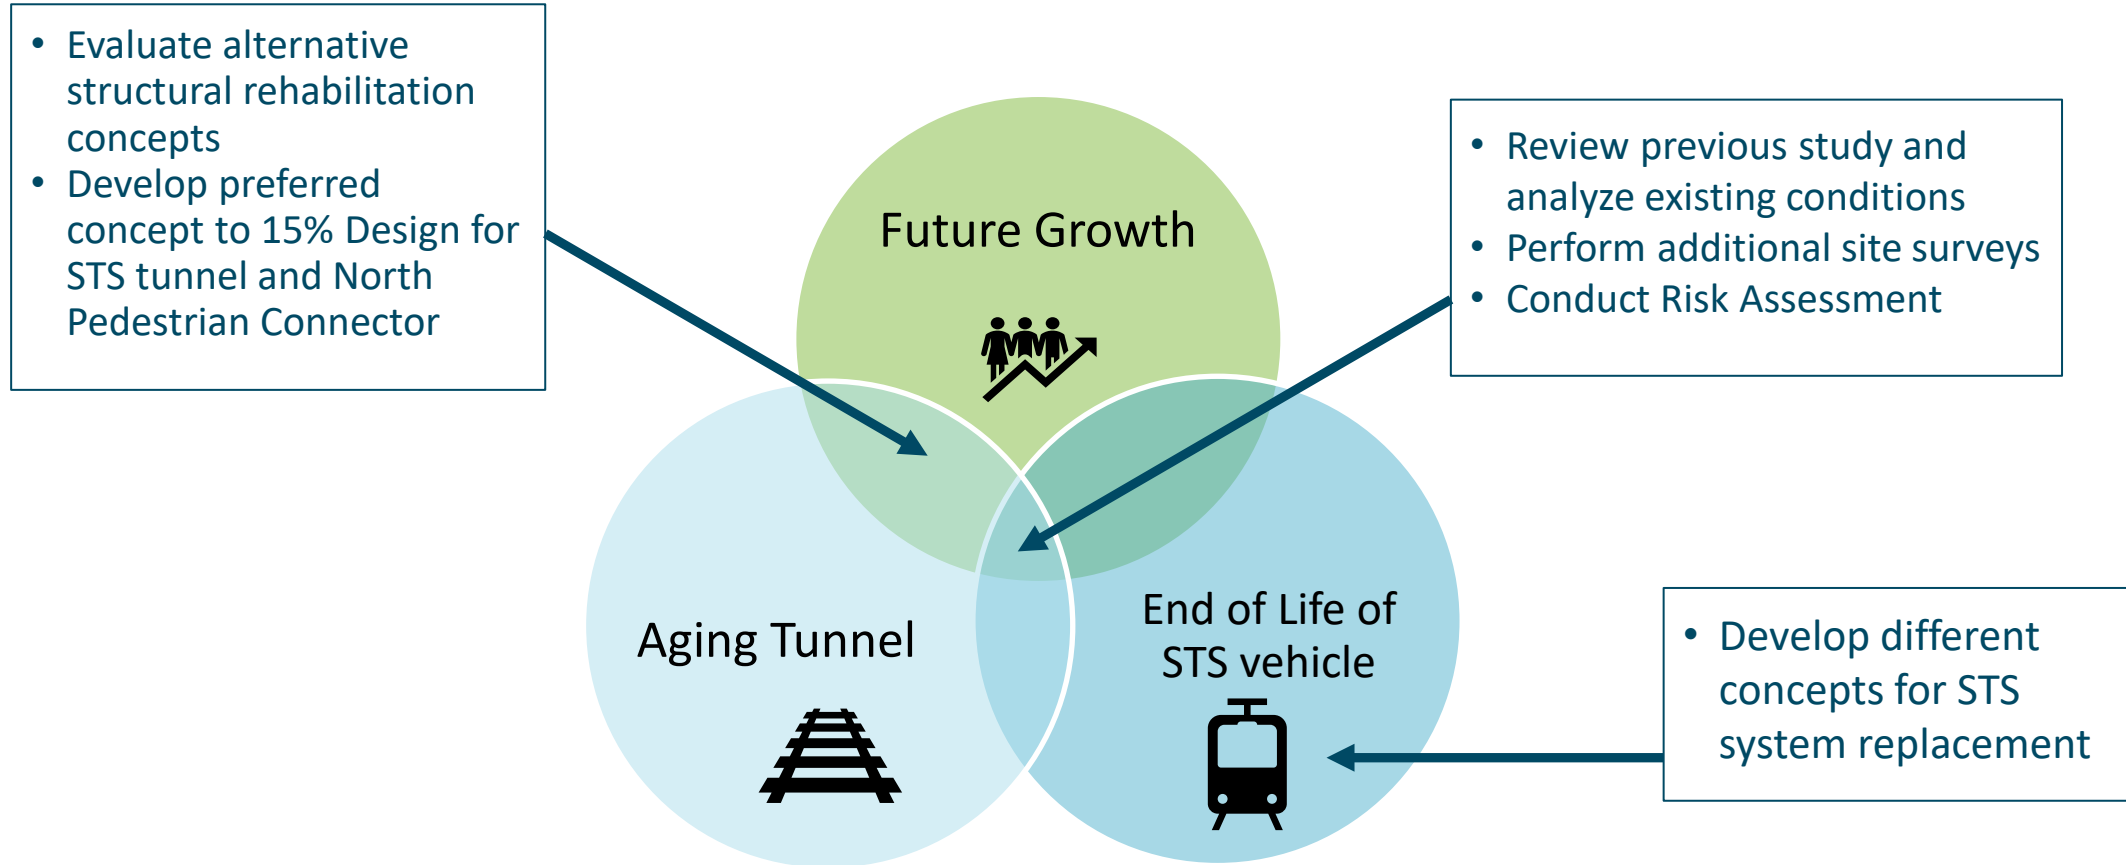 • Evaluate alternative
structural rehabilitation
concepts
• Develop preferred
concept to 15% Design for
STS tunnel and North
Pedestrian Connector
Future Growth
• Review previous study and
analyze existing conditions
• Perform additional site surveys
• Conduct Risk Assessment
Aging Tunnel
End of Life of
STS vehicle
• Develop different
concepts for STS
system replacement